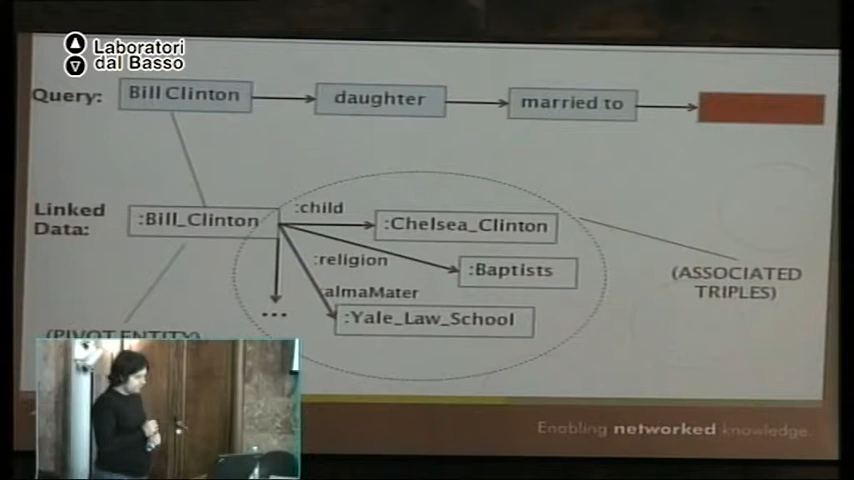 Laboratori
dal Basso
Query:
Bill Clinton
daughter
married to
Linked
Data:
:Bill_Clinton
:child
:Chelsea_Clinton
:religion
:Baptists
:almaMater
:Yale_Law_School
...
(ASSOCIATED
TRIPLES)
(PIVOT ENTITY)
Enabling networked knowledge.